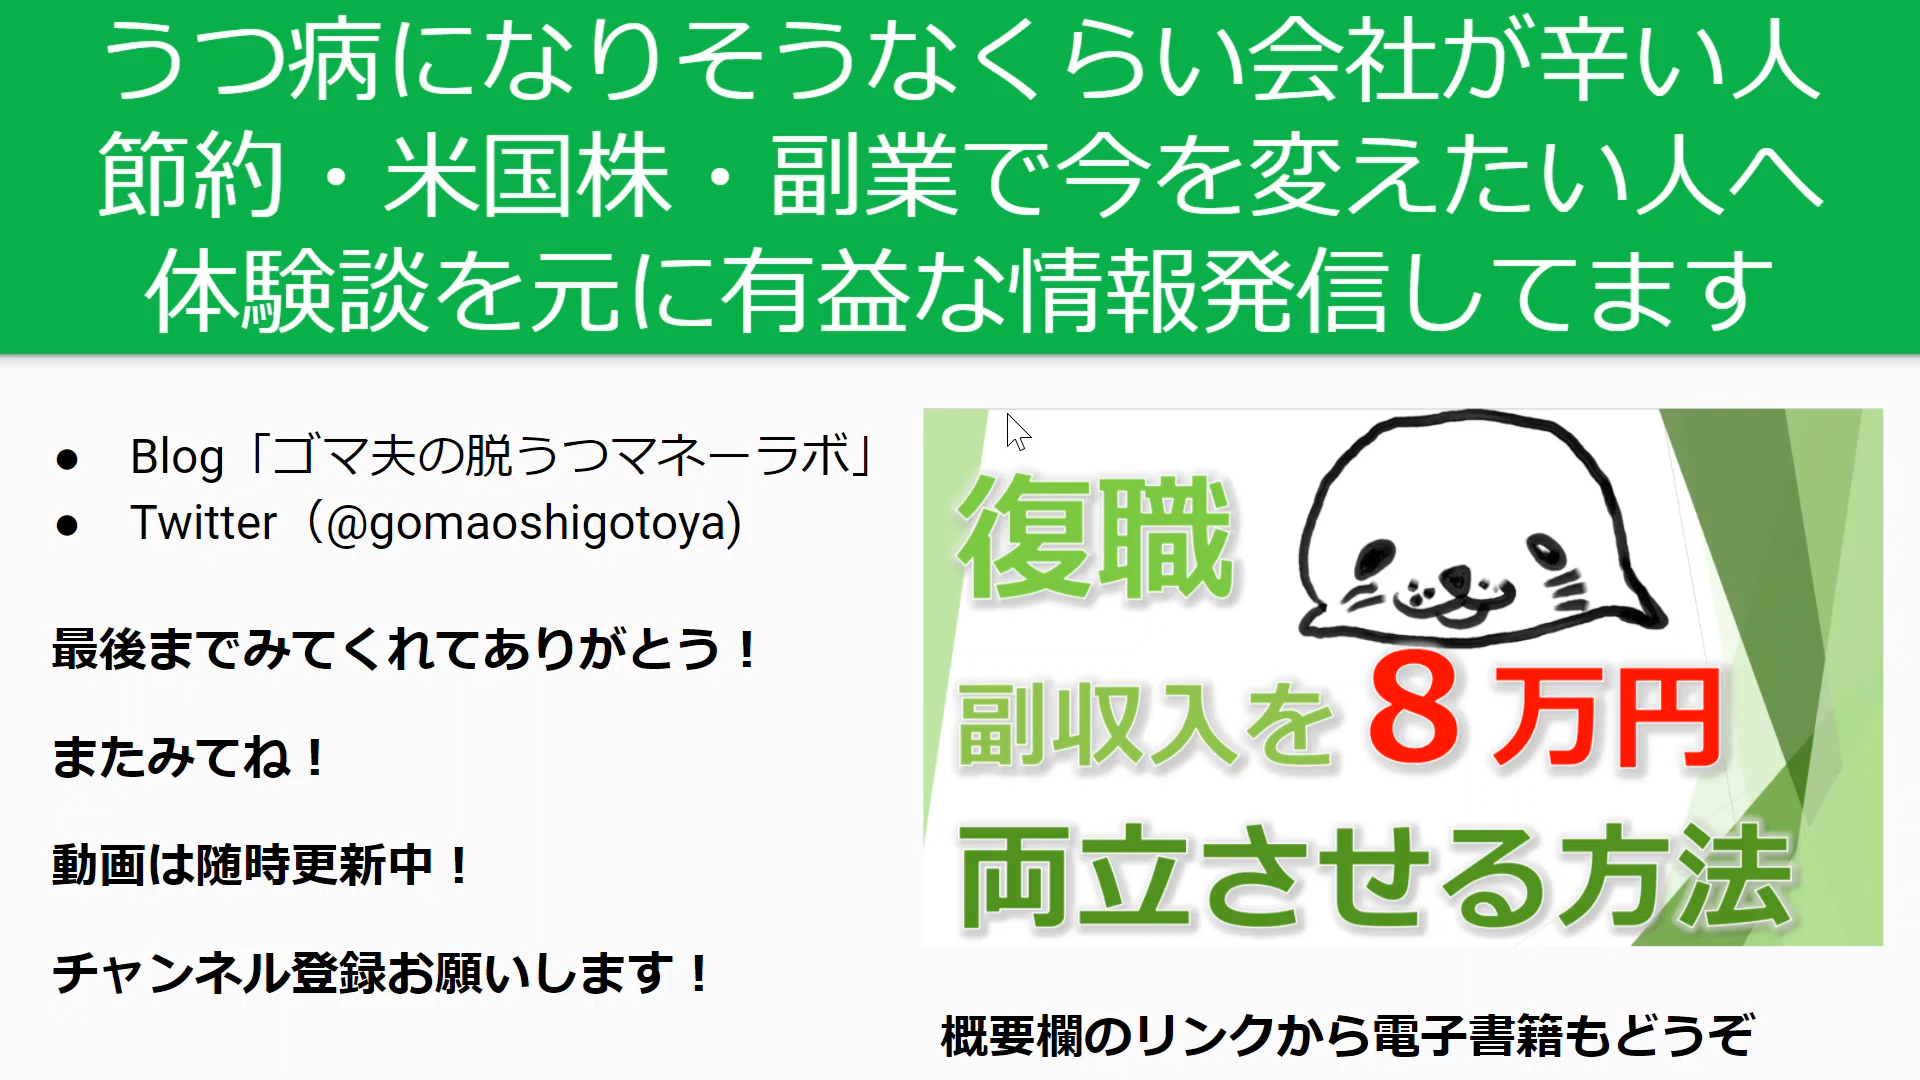 うつ病になりそうなくらい会社が辛い人
節約・米国株・副業で今を変えたい人へ
体験談を元に有益な情報発信してます
● Blog「ゴマ夫の脱うつマネーラボ」
● Twitter（@gomaoshigotoya)
最後までみてくれてありがとう！
またみてね！
動画は随時更新中！
チャンネル登録お願いします！
復職
副収入を８万円
両立させる方法
概要欄のリンクから電子書籍もどうぞ